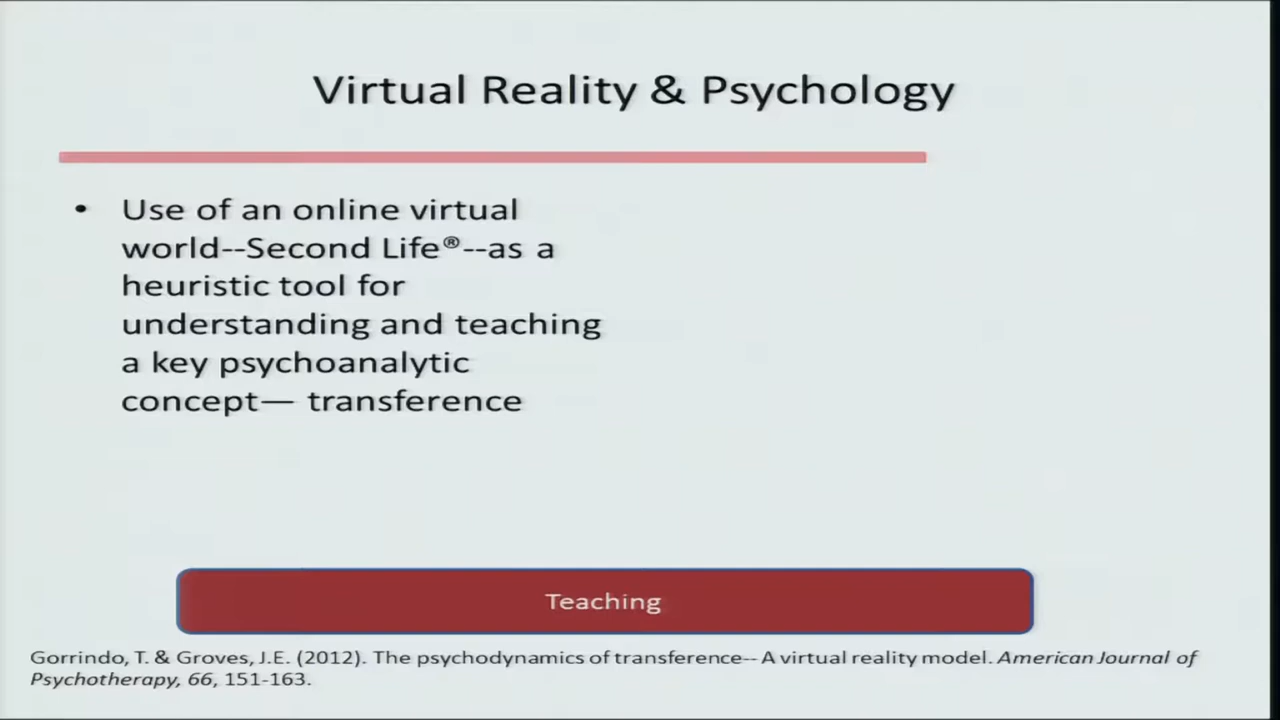 Virtual Reality & Psychology
• Use of an online virtual
world--Second Life®--as a
heuristic tool for
understanding and teaching
a key psychoanalytic
concept— transference
Teaching
Gorrindo, T. & Groves, J.E. (2012). The psychodynamics of transference-- A virtual reality model. American Journal of
Psychotherapy, 66, 151-163.